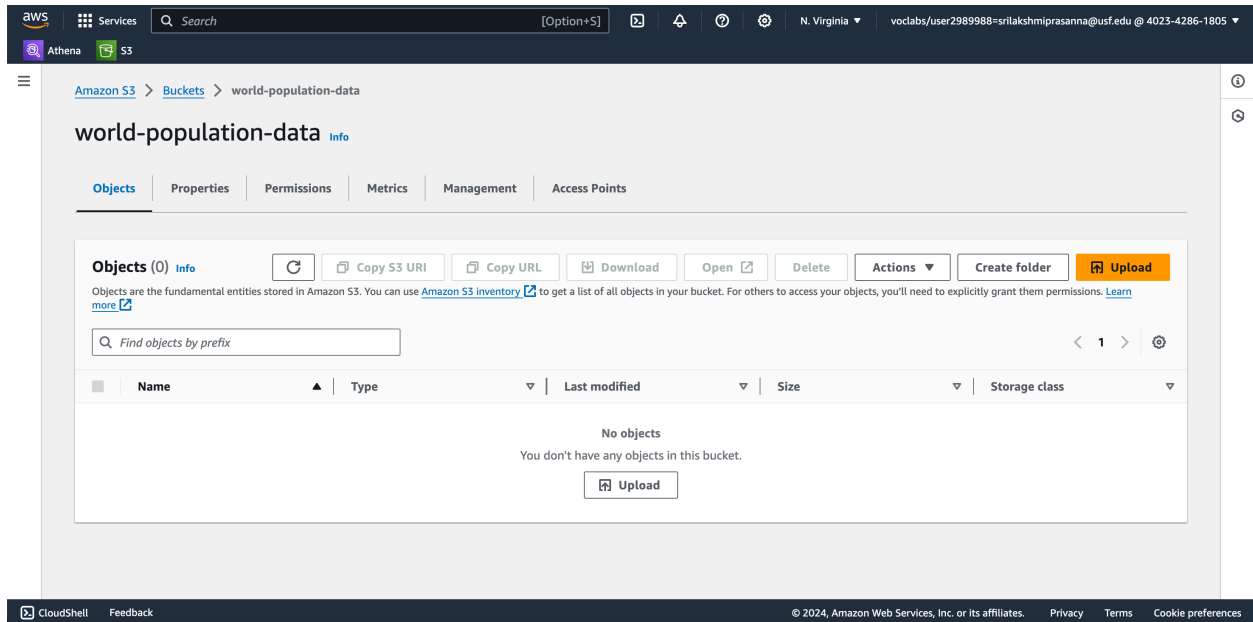 aws Services Search [Option+S] N. Virginia ▼ voclabs/user2989988=srilakshmiprasanna@usf.edu @ 4023-4286-1805 ▼
Athena S3
Amazon S3 > Buckets > world-population-data
world-population-data Info
Objects Properties Permissions Metrics Management Access Points
Objects (0) Info Copy S3 URI Copy URL Download Open Delete Actions ▼ Create folder Upload
Objects are the fundamental entities stored in Amazon S3. You can use Amazon S3 inventory to get a list of all objects in your bucket. For others to access your objects, you'll need to explicitly grant them permissions. Learn
more
Find objects by prefix < 1 >
Name ▲ Type Last modified Size Storage class
No objects
You don't have any objects in this bucket.
Upload
CloudShell Feedback © 2024, Amazon Web Services, Inc. or its affiliates. Privacy Terms Cookie preferences